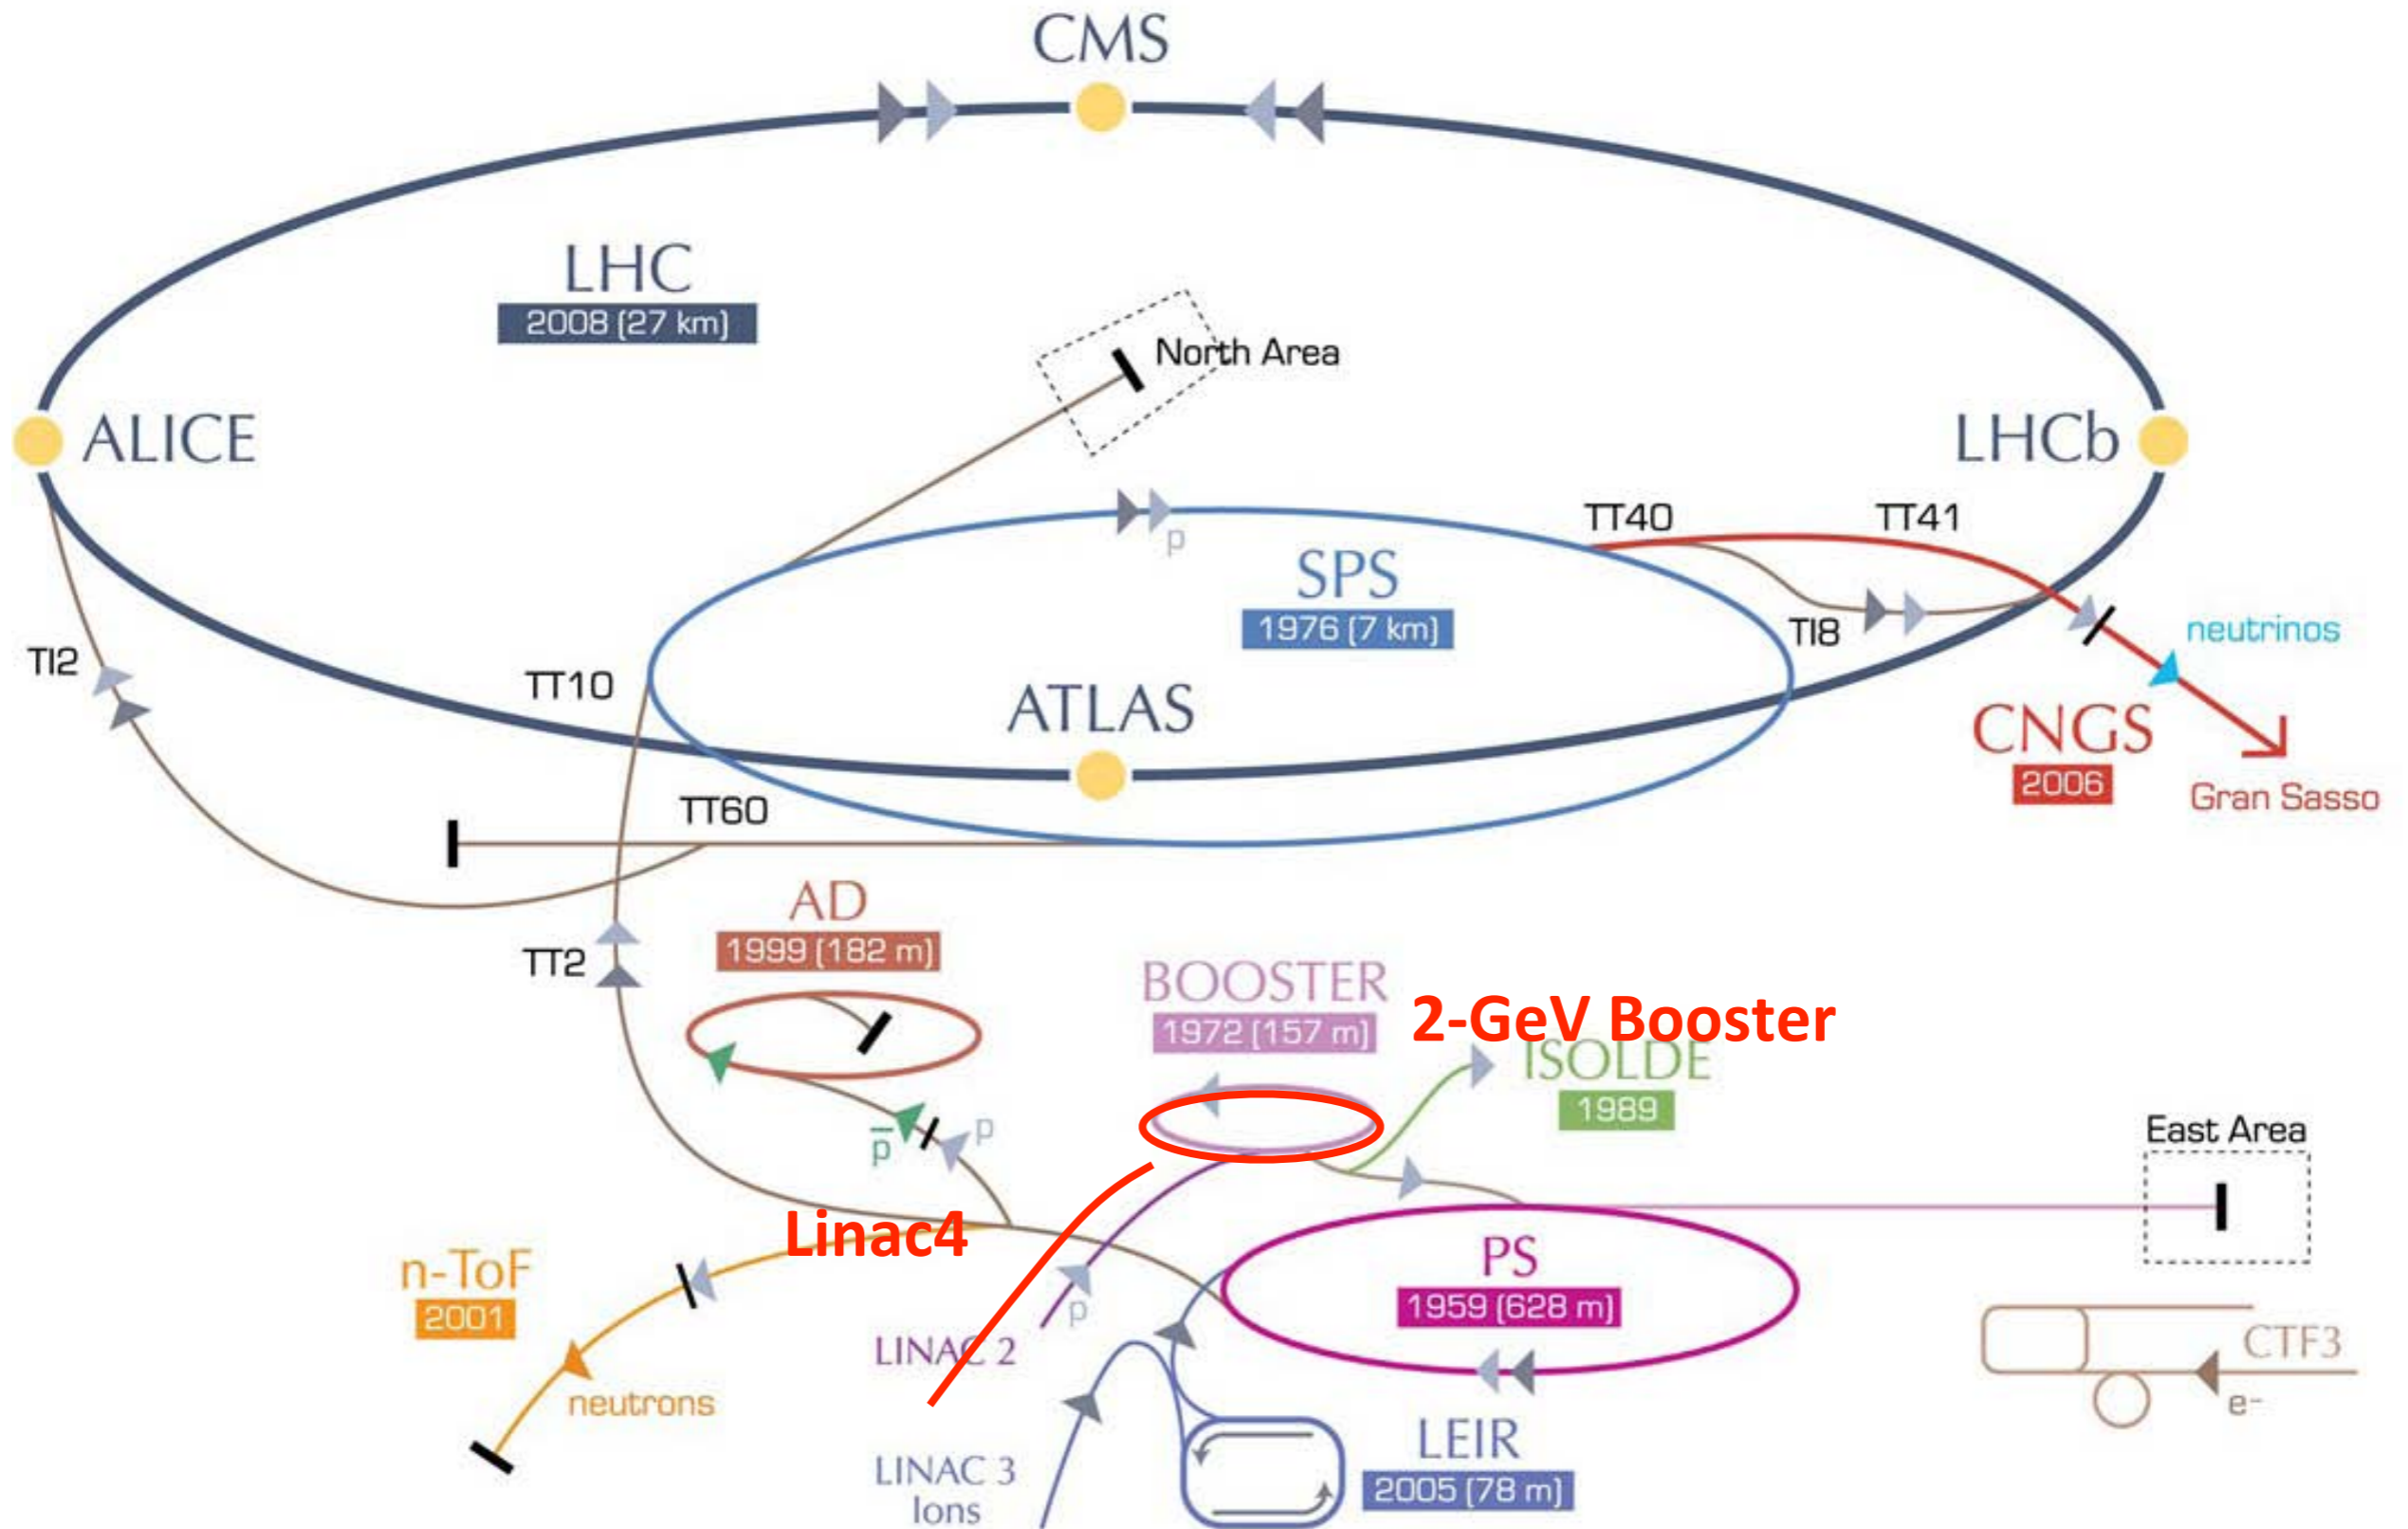 CMS
LHC
2008 (27 km)
North Area
ALICE
LHCb
TT40
TT41
p
SPS
1976 (7 km)
TI8
neutrinos
TI2
TT10
ATLAS
CNGS
2006
Gran Sasso
TT60
AD
1999 (182 m)
TT2
BOOSTER
1972 (157 m)
2-GeV Booster
ISOLDE
1989
p
p̅
East Area
Linac4
n-ToF
2001
PS
1959 (628 m)
p
LINAC 2
CTF3
neutrons
e-
LEIR
2005 (78 m)
LINAC 3
Ions